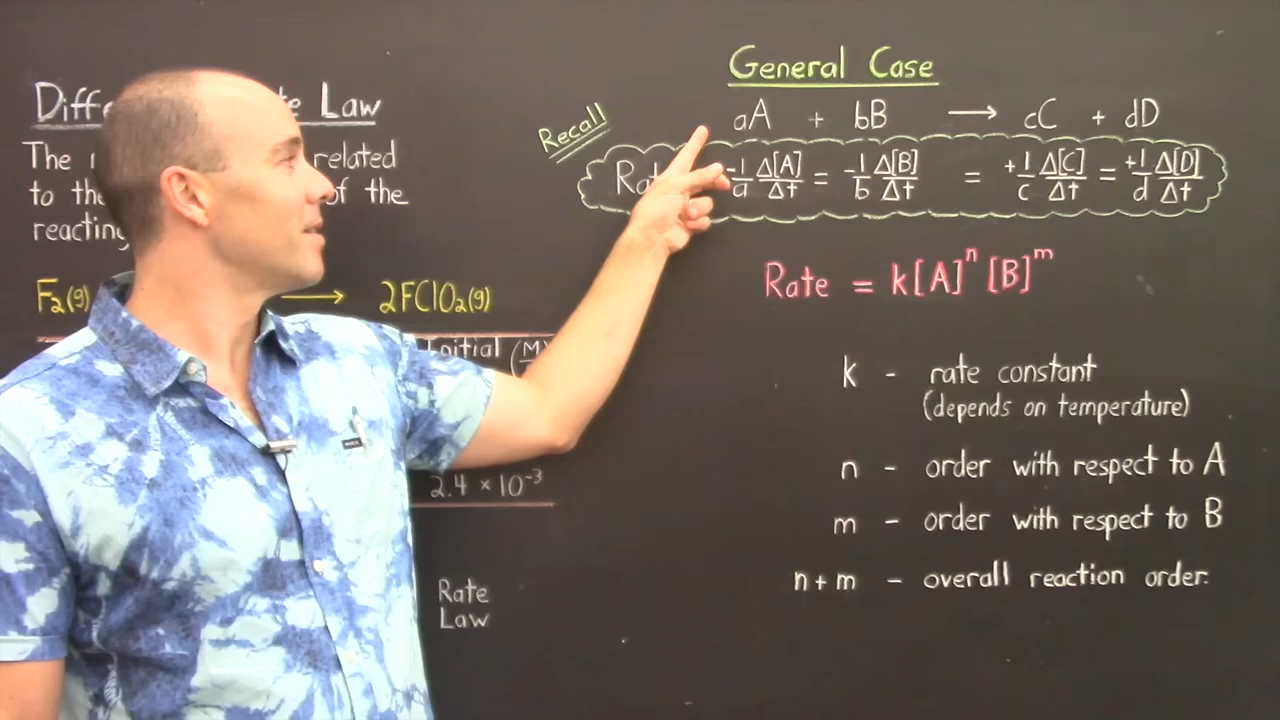 Law
The related
to the of the
reacting
F₂(g) ⟶ 2FClO₂(g)
Initial (M
2.4 × 10⁻³
Rate
Law
General Case
Recall
aA + bB ⟶ cC + dD
-1/a Δ[A]/Δt = -1/b Δ[B]/Δt = +1/c Δ[C]/Δt = +1/d Δ[D]/Δt
Rate = k[A]ⁿ [B]ᵐ
k - rate constant
(depends on temperature)
n - order with respect to A
m - order with respect to B
n+m - overall reaction order.